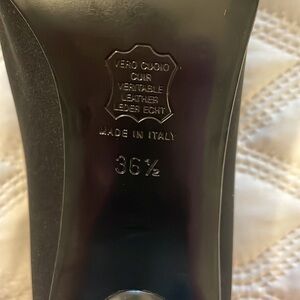 VERO CUOIO
CUIR
VERITABLE
LEATHER
LEDER ECHT
MADE IN ITALY
36½